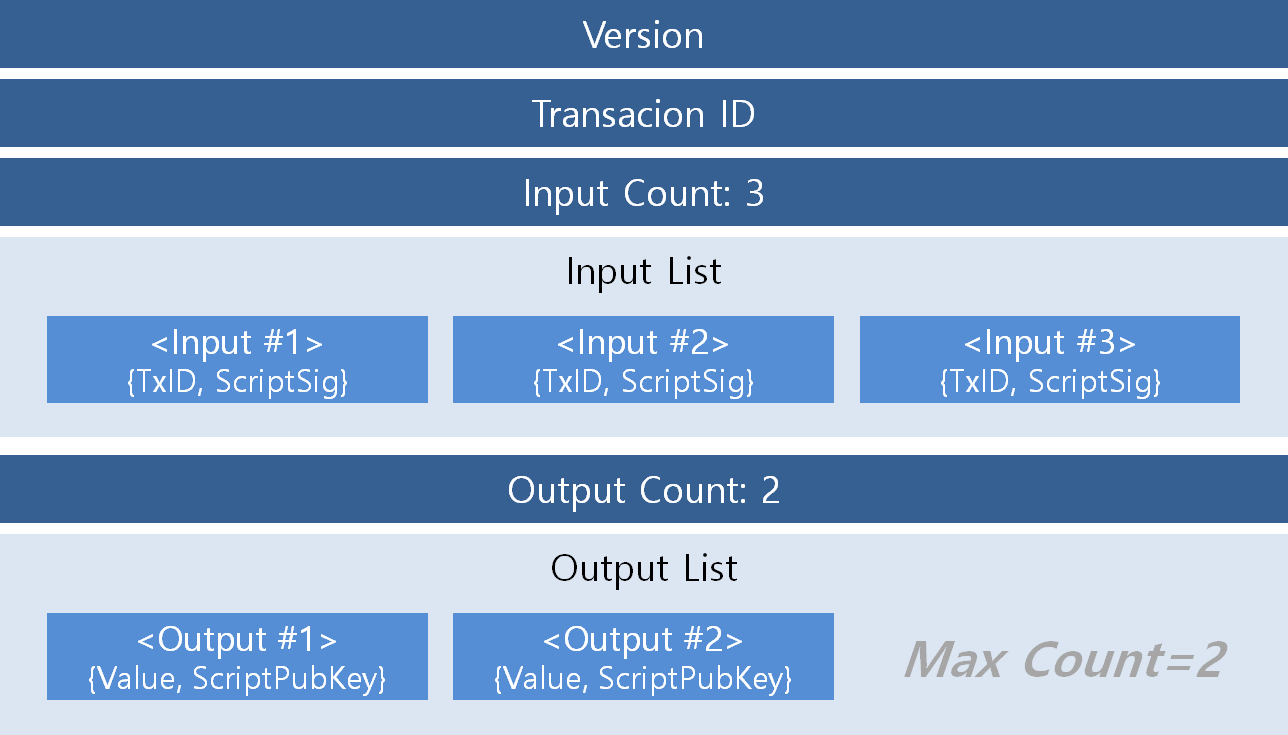 Version
Transacion ID
Input Count: 3
Input List
<Input #1>
{TxID, ScriptSig}
<Input #2>
{TxID, ScriptSig}
<Input #3>
{TxID, ScriptSig}
Output Count: 2
Output List
<Output #1>
{Value, ScriptPubKey}
<Output #2>
{Value, ScriptPubKey}
Max Count=2